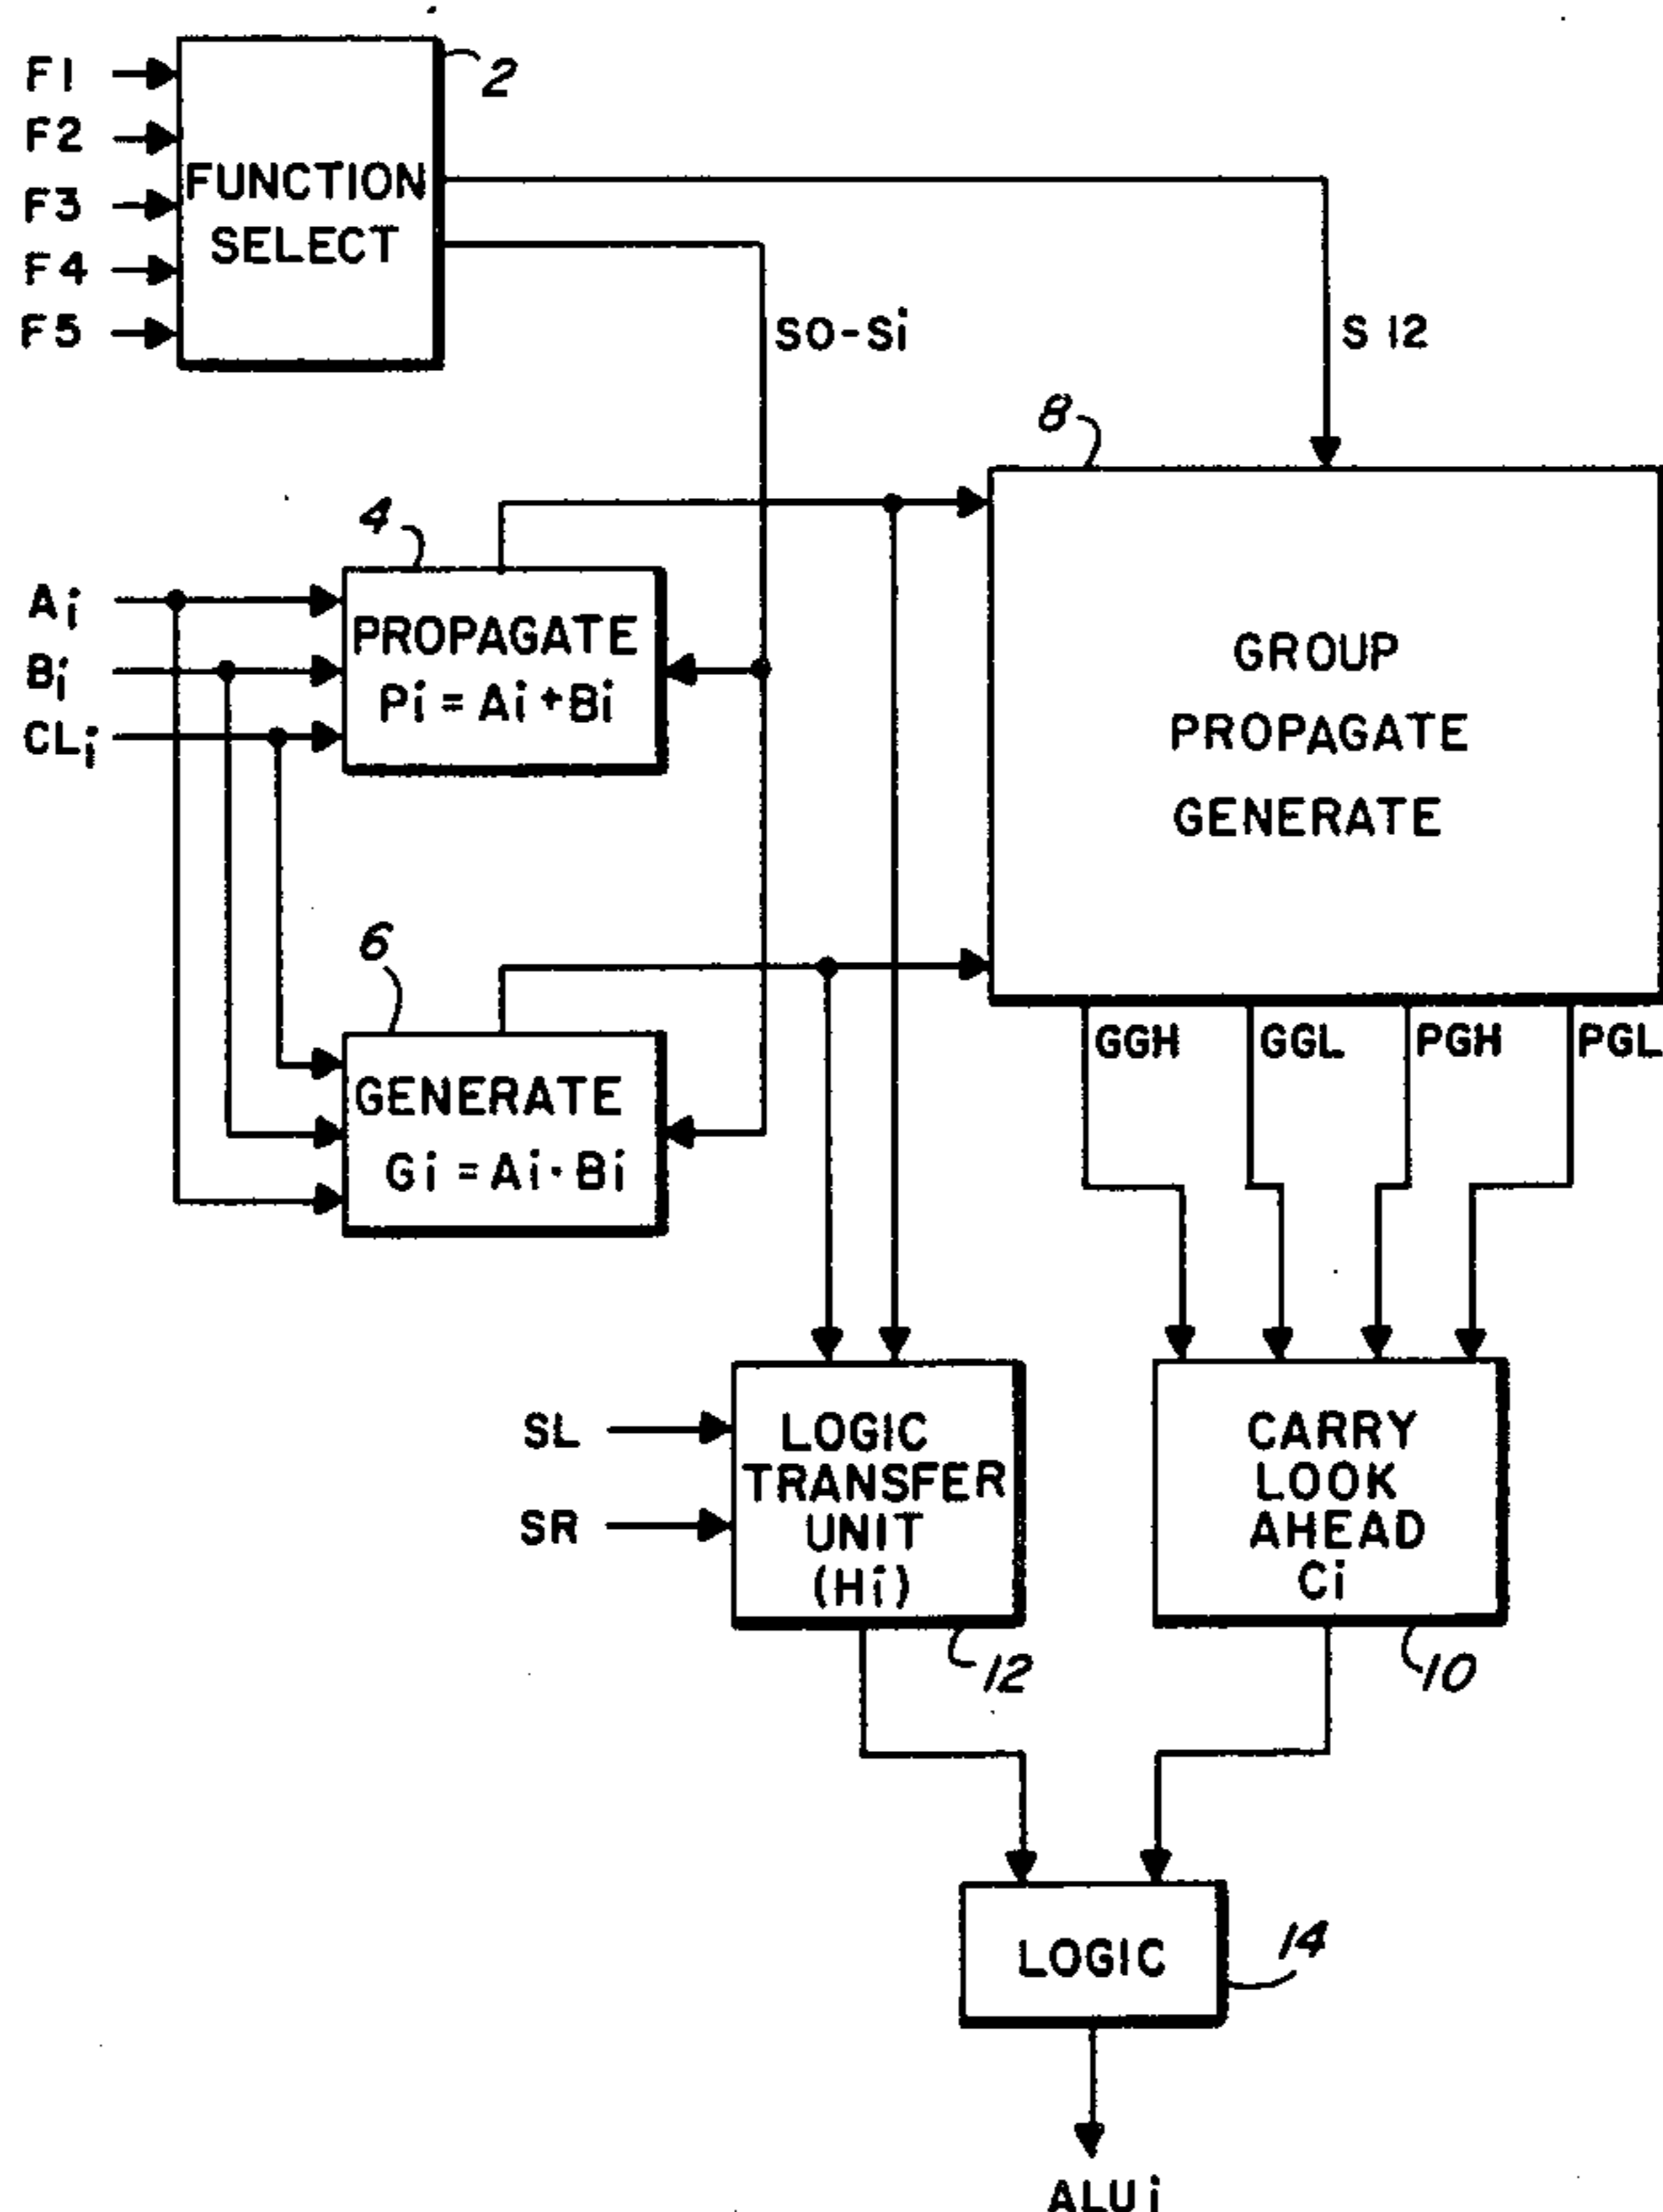 F1
F2
F3
F4
F5
FUNCTION
SELECT
2
S0-Si
S 12
8
4
Ai
Bi
CLi
PROPAGATE
Pi = Ai + Bi
GROUP
PROPAGATE
GENERATE
6
GENERATE
Gi = Ai · Bi
GGH
GGL
PGH
PGL
SL
SR
LOGIC
TRANSFER
UNIT
(Hi)
12
CARRY
LOOK
AHEAD
Ci
10
LOGIC
14
ALUi